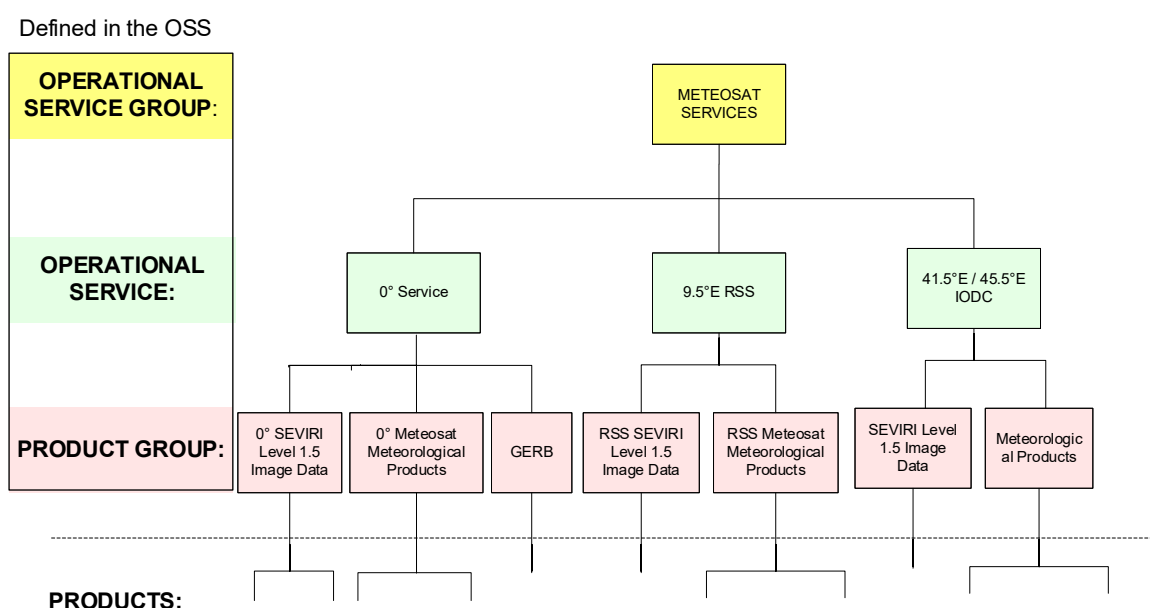 Defined in the OSS
OPERATIONAL
SERVICE GROUP:
METEOSAT
SERVICES
OPERATIONAL
SERVICE:
0° Service
9.5°E RSS
41.5°E / 45.5°E
IODC
PRODUCT GROUP:
0° SEVIRI
Level 1.5
Image Data
0° Meteosat
Meteorological
Products
GERB
RSS SEVIRI
Level 1.5
Image Data
RSS Meteosat
Meteorological
Products
SEVIRI Level
1.5 Image
Data
Meteorologic
al Products
PRODUCTS: